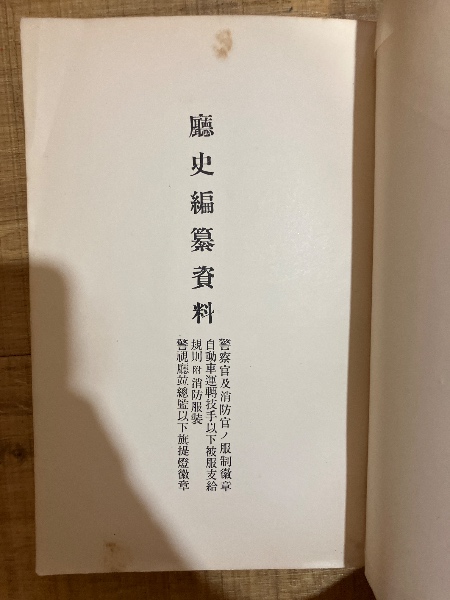 廳史編纂資料
警察官及消防官ノ服制徽章
自動車運轉技手以下被服支給
規則附消防服裝
警視廳竝總監以下旗提燈徽章